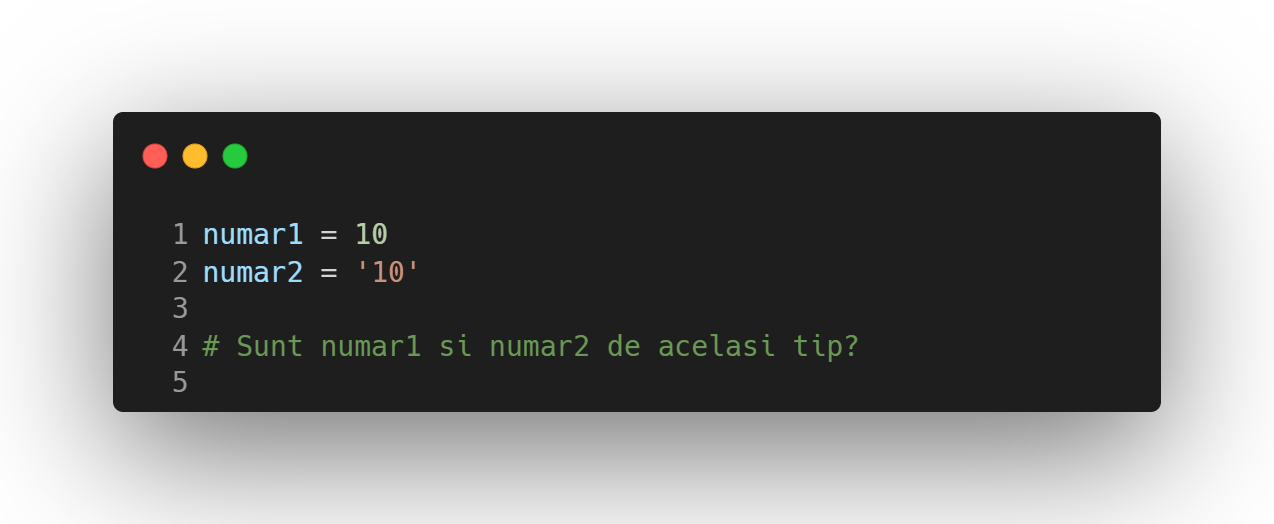 1 numar1 = 10
2 numar2 = '10'
3
4 # Sunt numar1 si numar2 de acelasi tip?
5